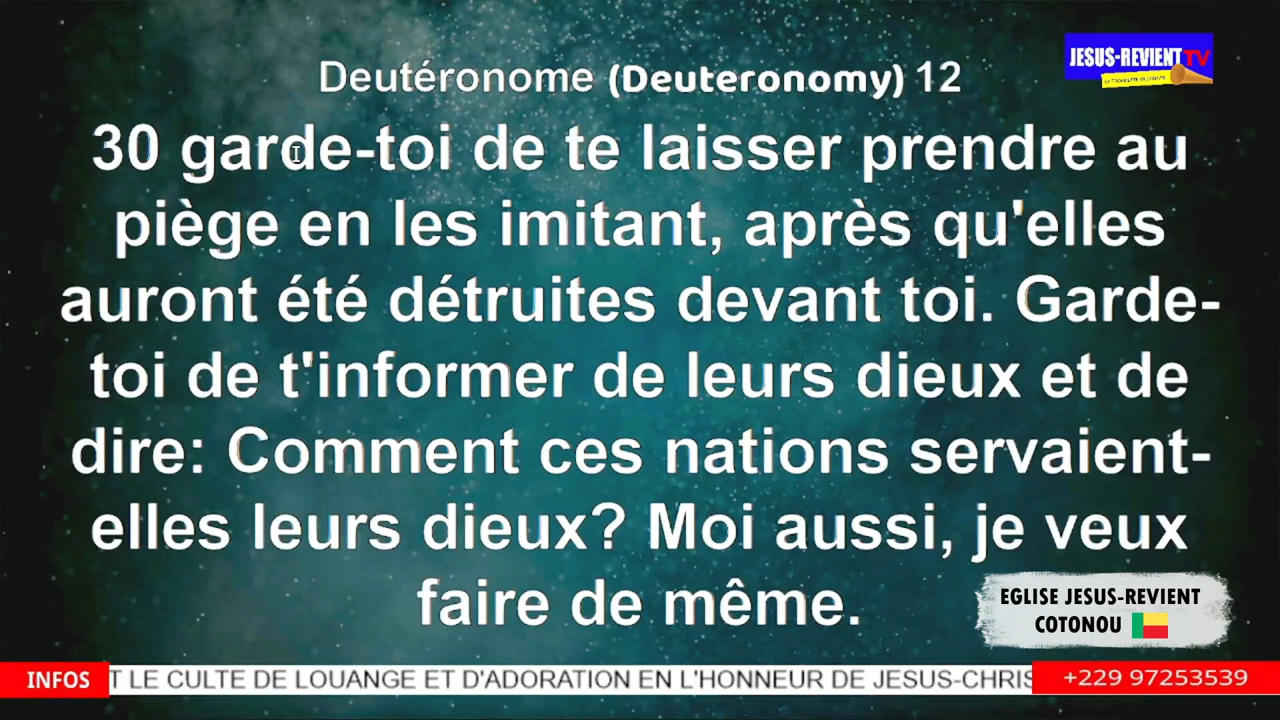 JESUS-REVIENT TV
Deutéronome (Deuteronomy) 12
30 garde-toi de te laisser prendre au
piège en les imitant, après qu'elles
auront été détruites devant toi. Garde-
toi de t'informer de leurs dieux et de
dire: Comment ces nations servaient-
elles leurs dieux? Moi aussi, je veux
faire de même.
EGLISE JESUS-REVIENT
COTONOU
INFOS T LE CULTE DE LOUANGE ET D'ADORATION EN L'HONNEUR DE JESUS-CHRIS +229 97253539